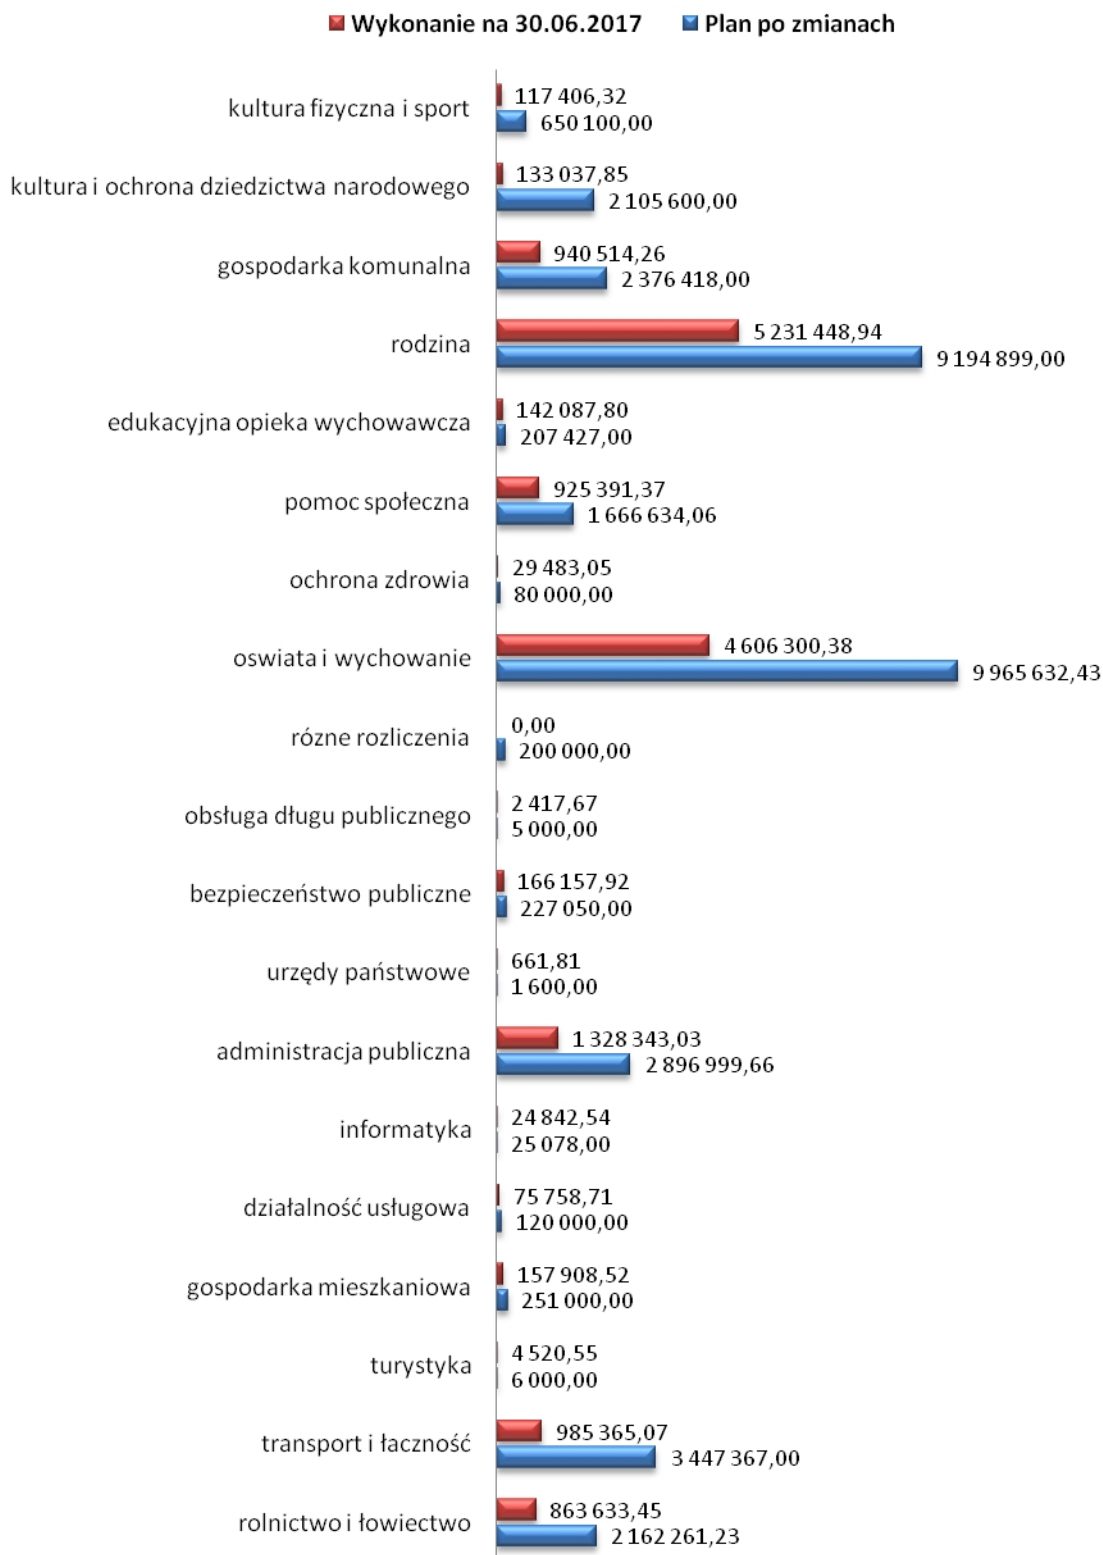 Wykonanie na 30.06.2017 Plan po zmianach
kultura fizyczna i sport
117 406,32
650 100,00
kultura i ochrona dziedzictwa narodowego
133 037,85
2 105 600,00
gospodarka komunalna
940 514,26
2 376 418,00
rodzina
5 231 448,94
9 194 899,00
edukacyjna opieka wychowawcza
142 087,80
207 427,00
pomoc społeczna
925 391,37
1 666 634,06
ochrona zdrowia
29 483,05
80 000,00
oswiata i wychowanie
4 606 300,38
9 965 632,43
rózne rozliczenia
0,00
200 000,00
obsługa długu publicznego
2 417,67
5 000,00
bezpieczeństwo publiczne
166 157,92
227 050,00
urzędy państwowe
661,81
1 600,00
administracja publiczna
1 328 343,03
2 896 999,66
informatyka
24 842,54
25 078,00
działalność usługowa
75 758,71
120 000,00
gospodarka mieszkaniowa
157 908,52
251 000,00
turystyka
4 520,55
6 000,00
transport i łaczność
985 365,07
3 447 367,00
rolnictwo i łowiectwo
863 633,45
2 162 261,23